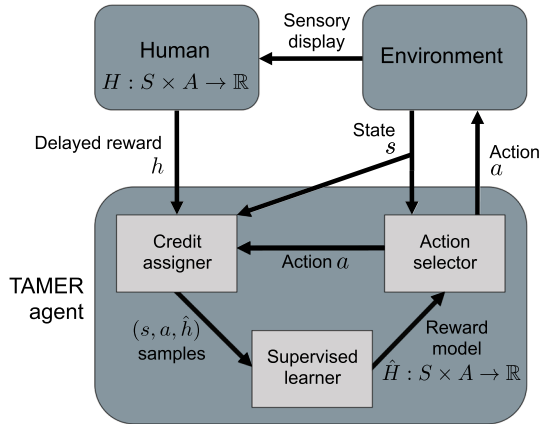 Sensory
display
Human
H : S × A → ℝ
Environment
Delayed reward
h
State
s
Action
a
Credit
assigner
Action a
Action
selector
TAMER
agent
(s, a, ĥ)
samples
Supervised
learner
Reward
model
Ĥ : S × A → ℝ